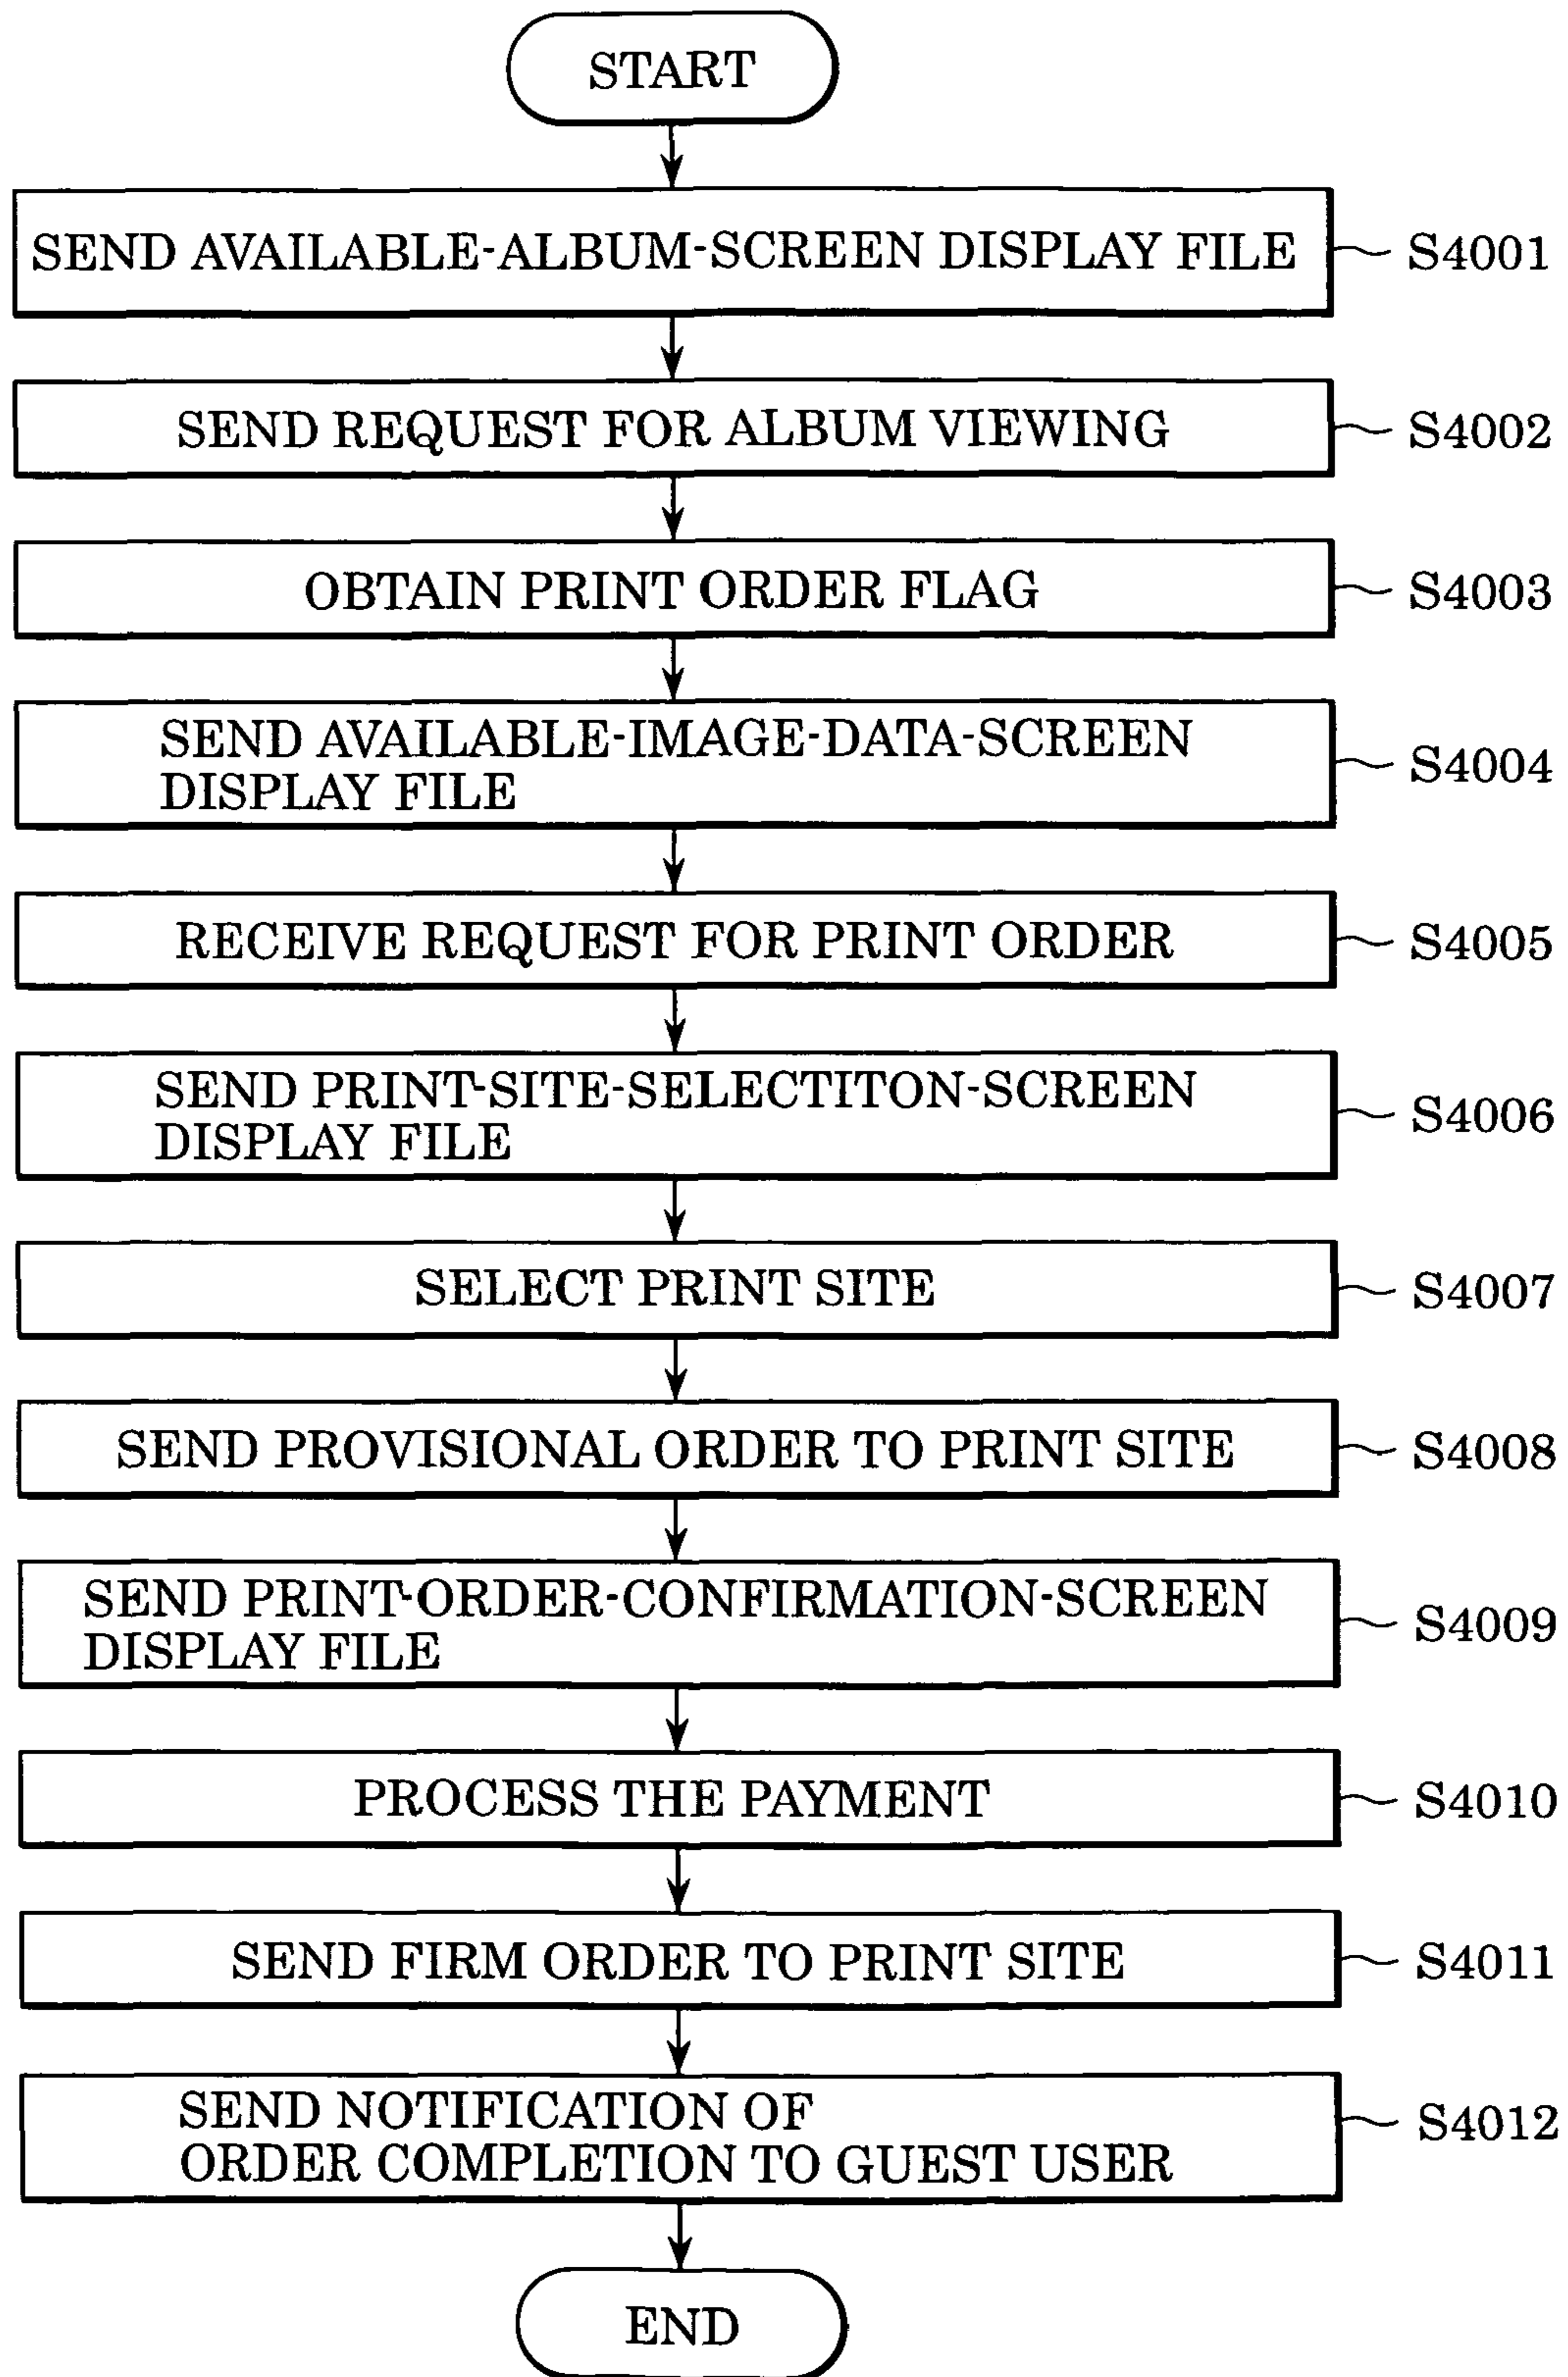 START
SEND AVAILABLE-ALBUM-SCREEN DISPLAY FILE
S4001
SEND REQUEST FOR ALBUM VIEWING
S4002
OBTAIN PRINT ORDER FLAG
S4003
SEND AVAILABLE-IMAGE-DATA-SCREEN
DISPLAY FILE
S4004
RECEIVE REQUEST FOR PRINT ORDER
S4005
SEND PRINT-SITE-SELECTITON-SCREEN
DISPLAY FILE
S4006
SELECT PRINT SITE
S4007
SEND PROVISIONAL ORDER TO PRINT SITE
S4008
SEND PRINT-ORDER-CONFIRMATION-SCREEN
DISPLAY FILE
S4009
PROCESS THE PAYMENT
S4010
SEND FIRM ORDER TO PRINT SITE
S4011
SEND NOTIFICATION OF
ORDER COMPLETION TO GUEST USER
S4012
END